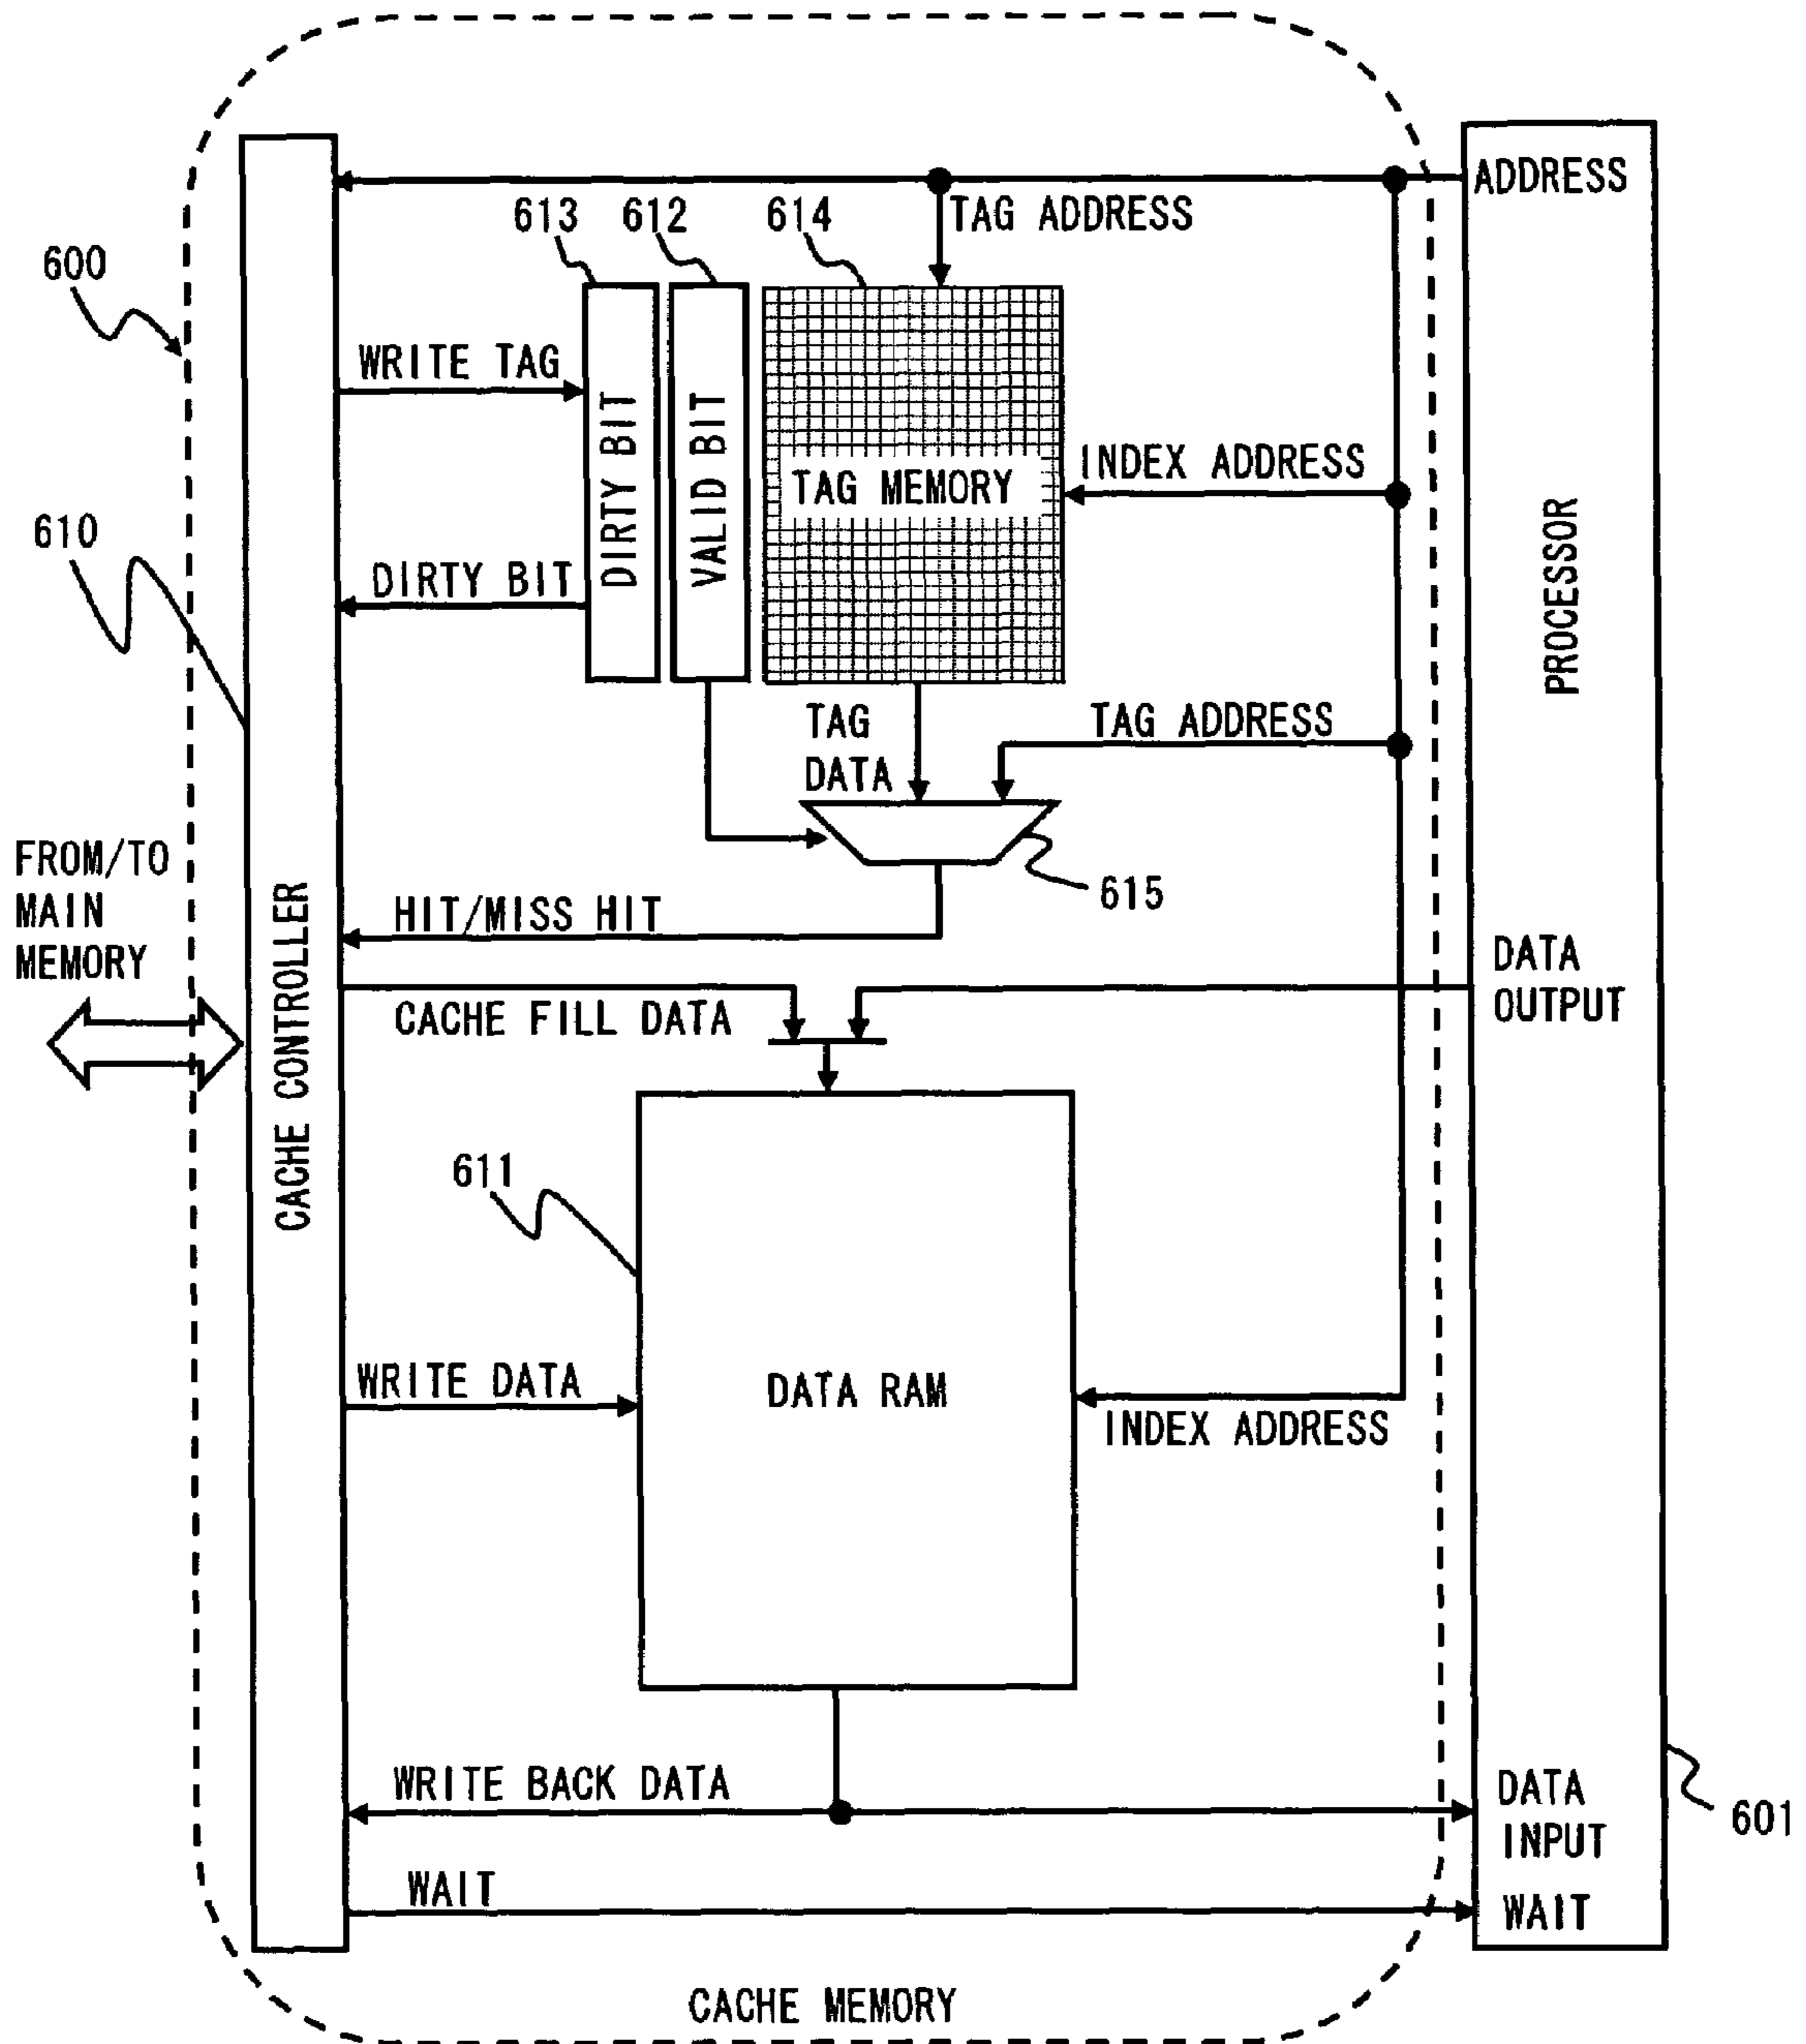 ADDRESS
613
612
614
TAG ADDRESS
600
WRITE TAG
DIRTY BIT
VALID BIT
TAG MEMORY
INDEX ADDRESS
PROCESSOR
610
DIRTY BIT
TAG
DATA
TAG ADDRESS
FROM/TO
MAIN
MEMORY
615
HIT/MISS HIT
CACHE CONTROLLER
DATA
OUTPUT
CACHE FILL DATA
611
WRITE DATA
DATA RAM
INDEX ADDRESS
WRITE BACK DATA
DATA
INPUT
601
WAIT
WAIT
CACHE MEMORY